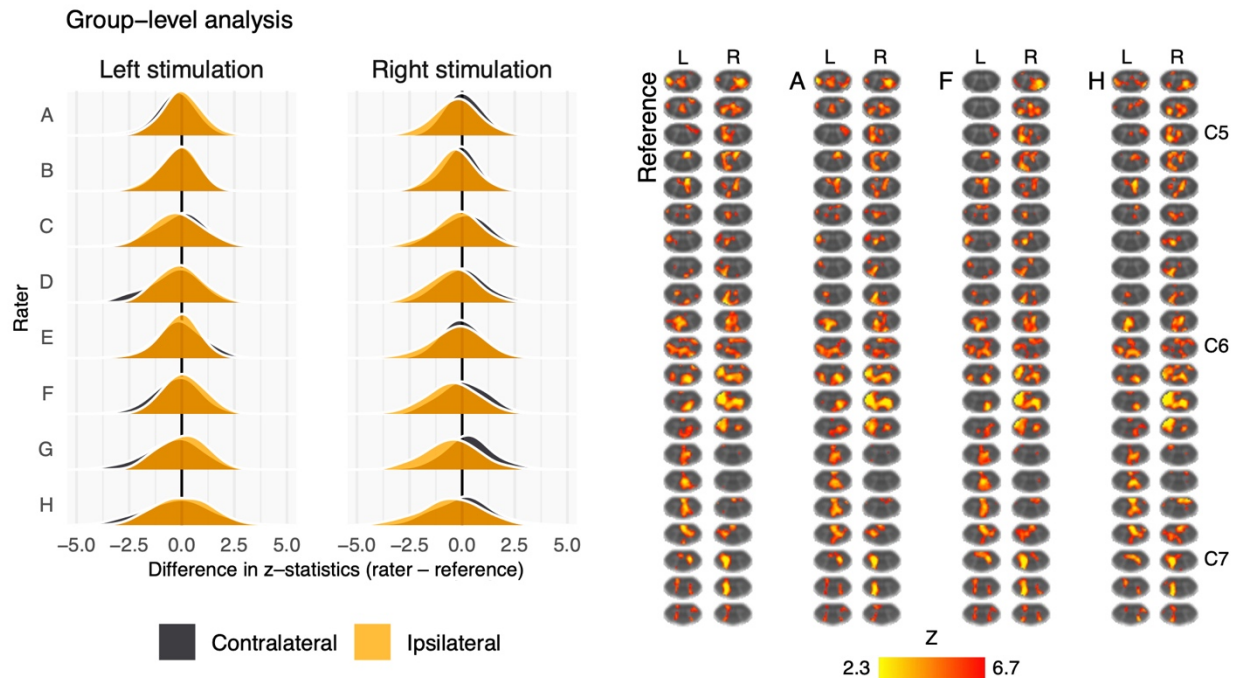 Group–level analysis
Left stimulation
Right stimulation
Rater
A
B
C
D
E
F
G
H
−5.0 −2.5 0.0 2.5 5.0
−5.0 −2.5 0.0 2.5 5.0
Difference in z–statistics (rater – reference)
Contralateral
Ipsilateral
Reference
L R
A
L R
F
L R
H
L R
C5
C6
C7
Z
2.3
6.7